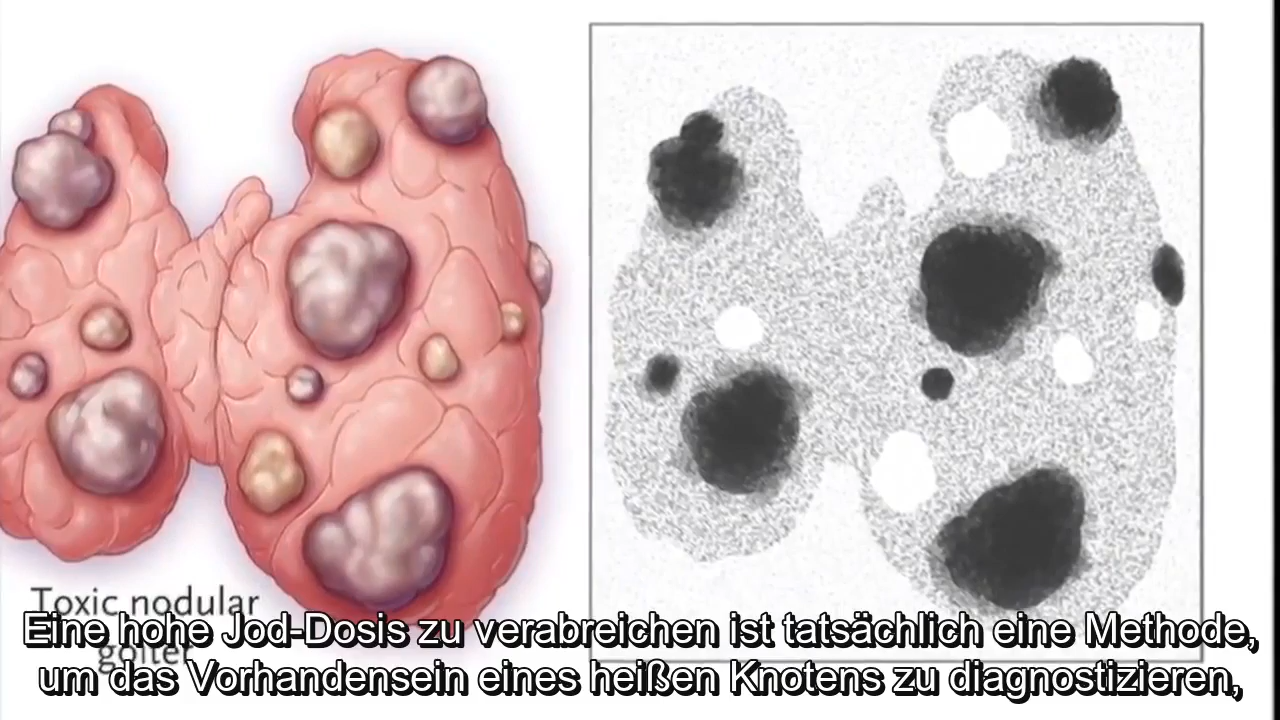 Toxic nodular
goiter
Eine hohe Jod-Dosis zu verabreichen ist tatsächlich eine Methode,
um das Vorhandensein eines heißen Knotens zu diagnostizieren,